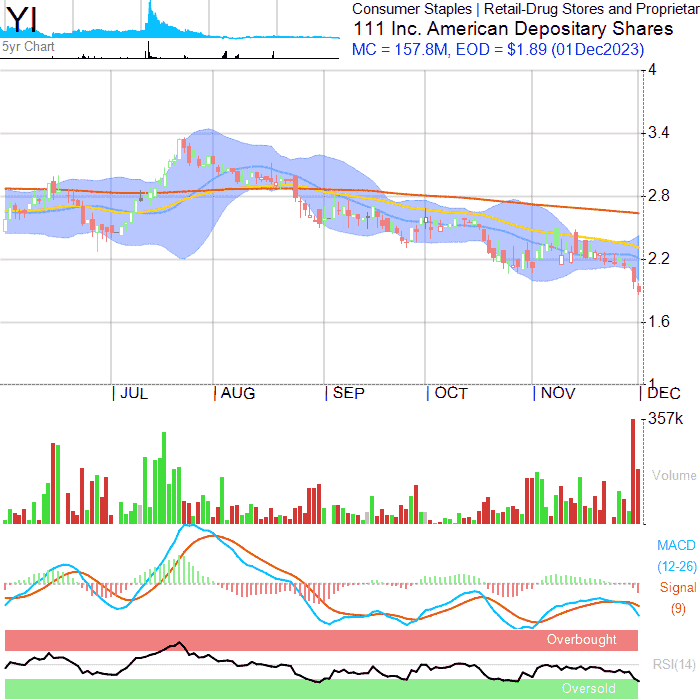 YI
5yr Chart
Consumer Staples | Retail-Drug Stores and Proprietar
111 Inc. American Depositary Shares
MC = 157.8M, EOD = $1.89 (01Dec2023)
4
3.4
2.8
2.2
1.6
1
JUL AUG SEP OCT NOV DEC
357k
Volume
MACD
(12-26)
Signal
(9)
Overbought
RSI(14)
Oversold